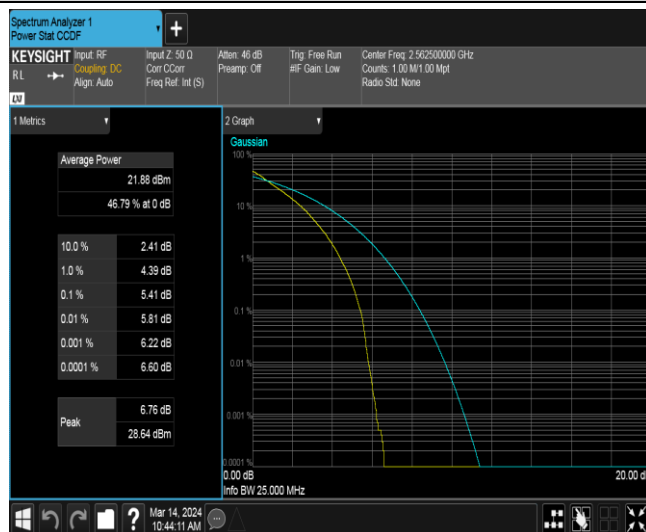 Spectrum Analyzer 1
Power Stat CCDF
+
KEYSIGHT
RL
LXI
Input: RF
Coupling: DC
Align: Auto
Input Z: 50 Ω
Corr CCorr
Freq Ref: Int (S)
Atten: 46 dB
Preamp: Off
Trig: Free Run
#IF Gain: Low
Center Freq: 2.562500000 GHz
Counts: 1.00 M/1.00 Mpt
Radio Std: None
1 Metrics
Average Power
21.88 dBm
46.79 % at 0 dB
10.0 % 2.41 dB
1.0 % 4.39 dB
0.1 % 5.41 dB
0.01 % 5.81 dB
0.001 % 6.22 dB
0.0001 % 6.60 dB
Peak
6.76 dB
28.64 dBm
2 Graph
Gaussian
100 %
10 %
1 %
0.1 %
0.01 %
0.001 %
0.0001 %
0.00 dB
20.00 d
Info BW 25.000 MHz
?
Mar 14, 2024
10:44:11 AM